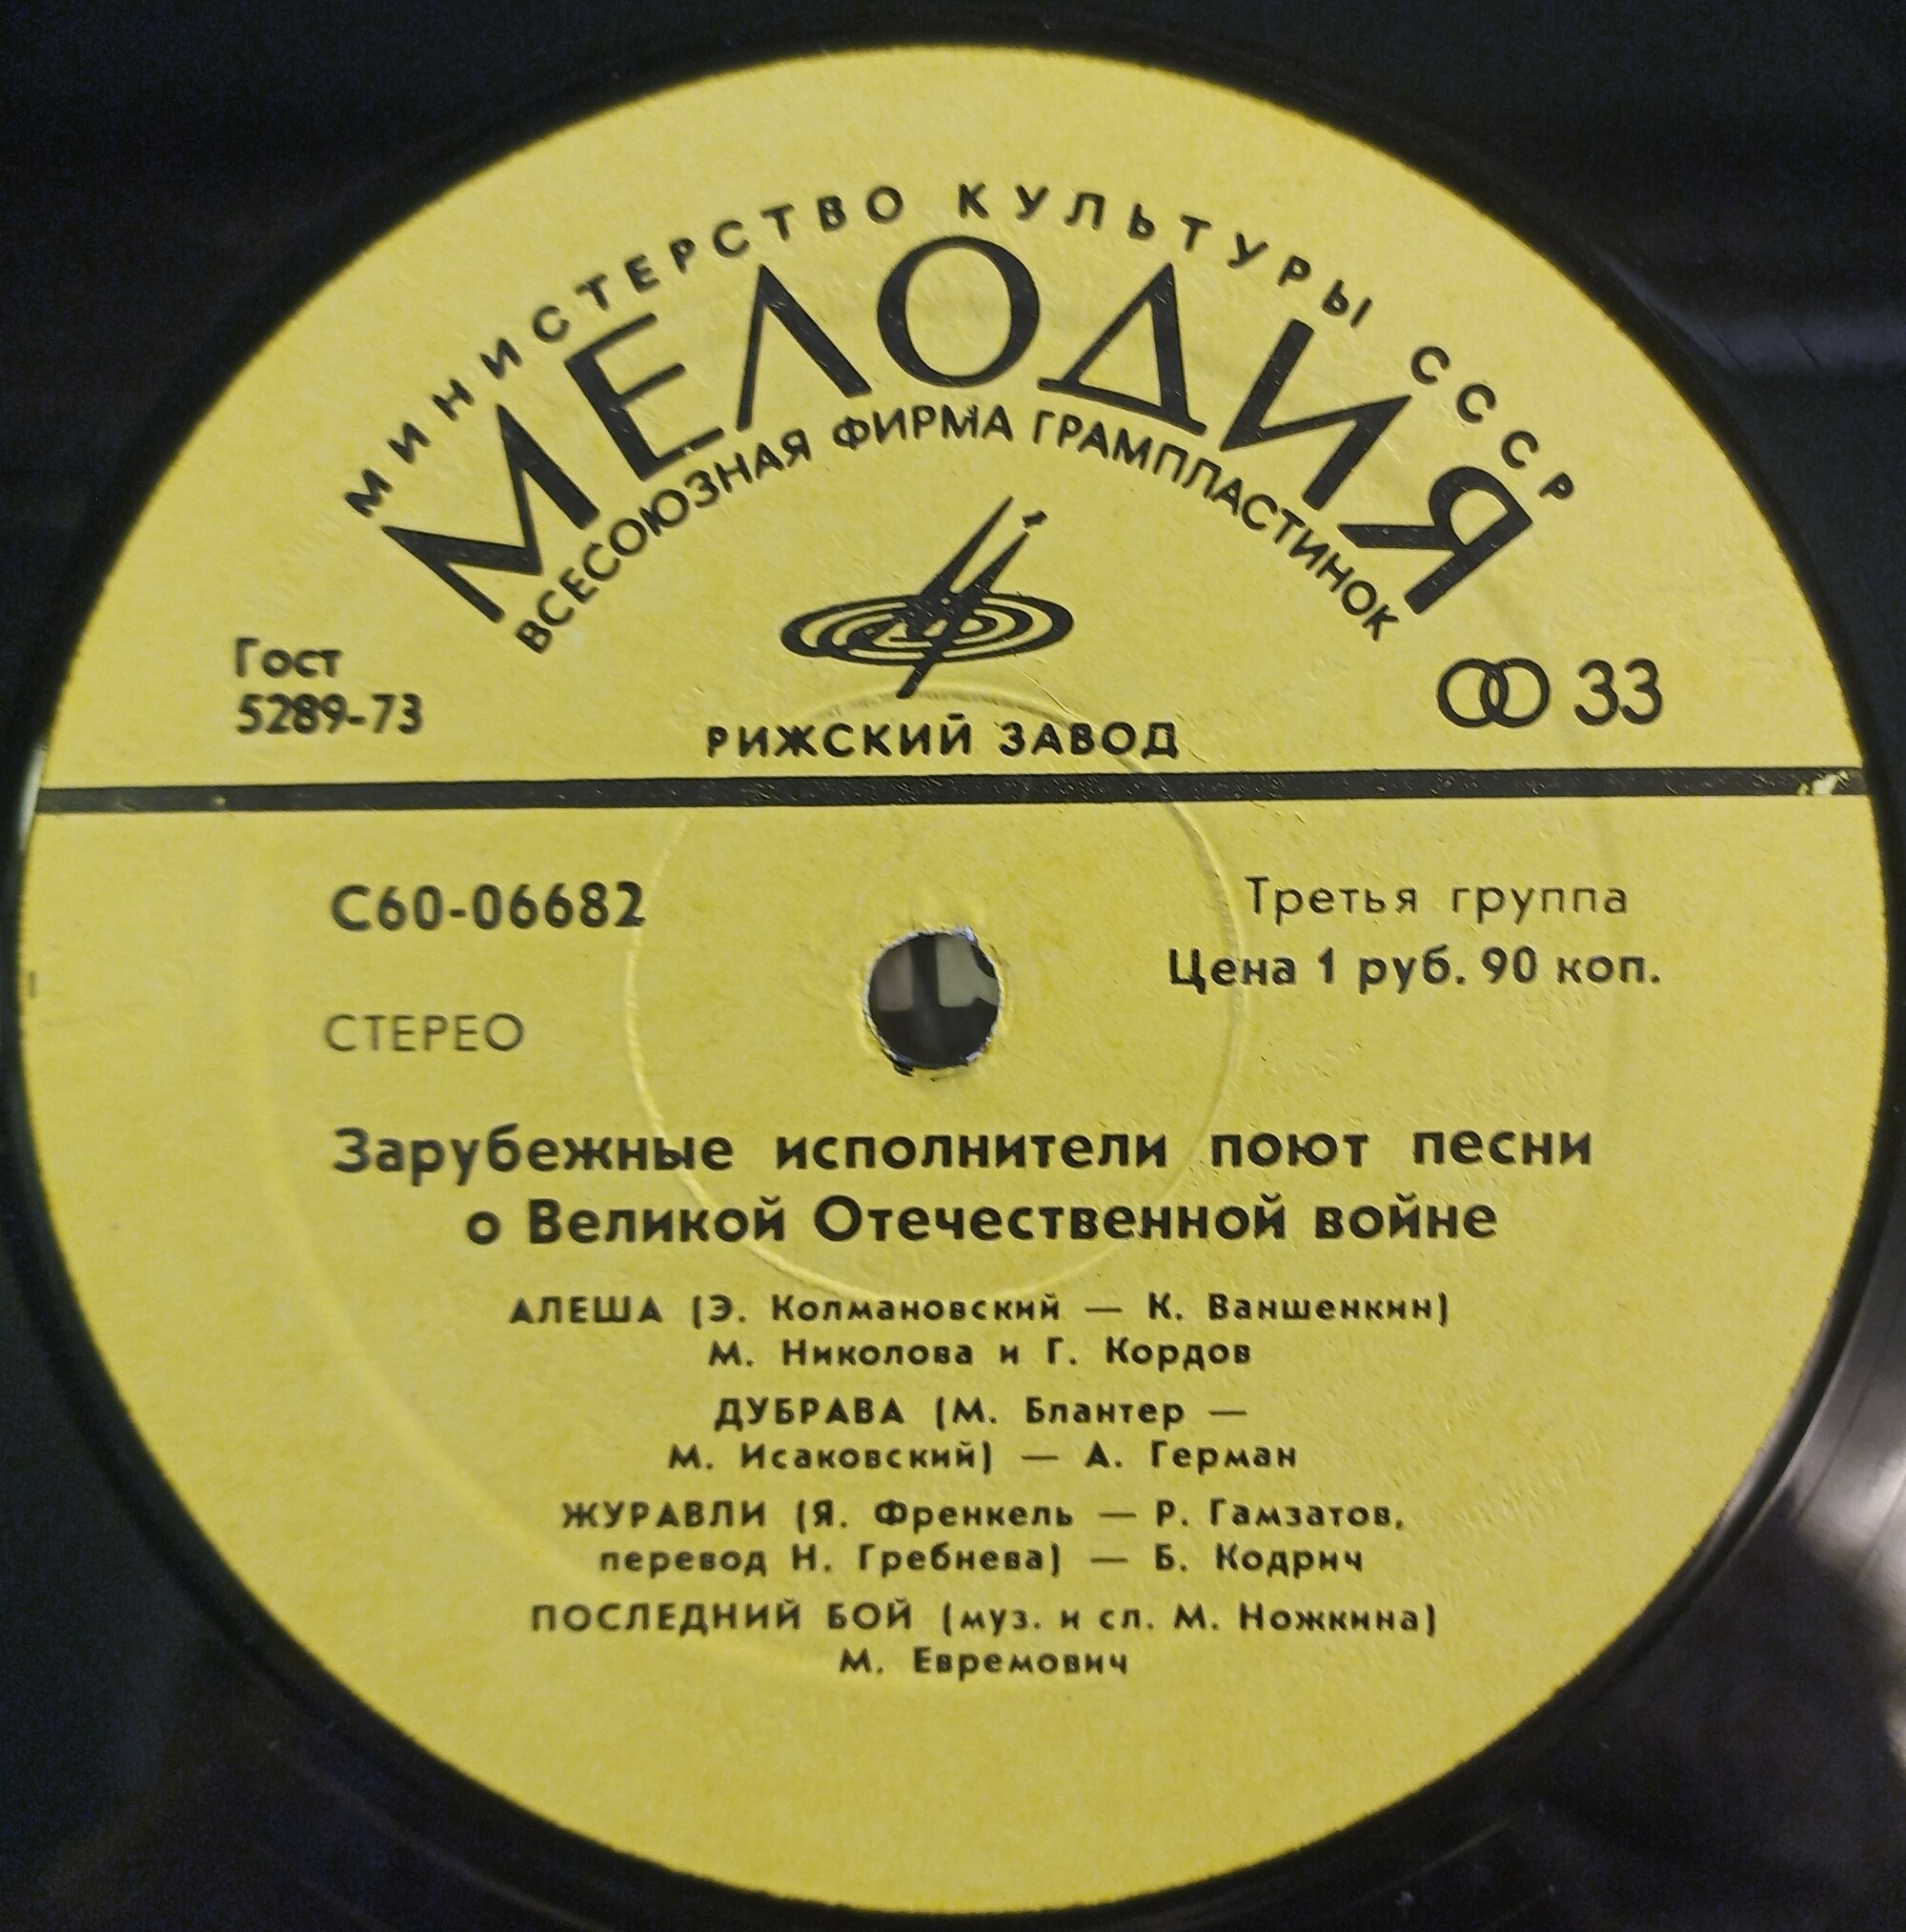 МИНИСТЕРСТВО КУЛЬТУРЫ СССР
МЕЛОДИЯ
ВСЕСОЮЗНАЯ ФИРМА ГРАМПЛАСТИНОК
Гост
5289-73
33
РИЖСКИЙ ЗАВОД
С60-06682
Третья группа
Цена 1 руб. 90 коп.
СТЕРЕО
Зарубежные исполнители поют песни
о Великой Отечественной войне
АЛЕША (Э. Колмановский — К. Ваншенкин)
М. Николова и Г. Кордов
ДУБРАВА (М. Блантер —
М. Исаковский) — А. Герман
ЖУРАВЛИ (Я. Френкель — Р. Гамзатов,
перевод Н. Гребнева) — Б. Кодрич
ПОСЛЕДНИЙ БОЙ (муз. и сл. М. Ножкина)
М. Евремович